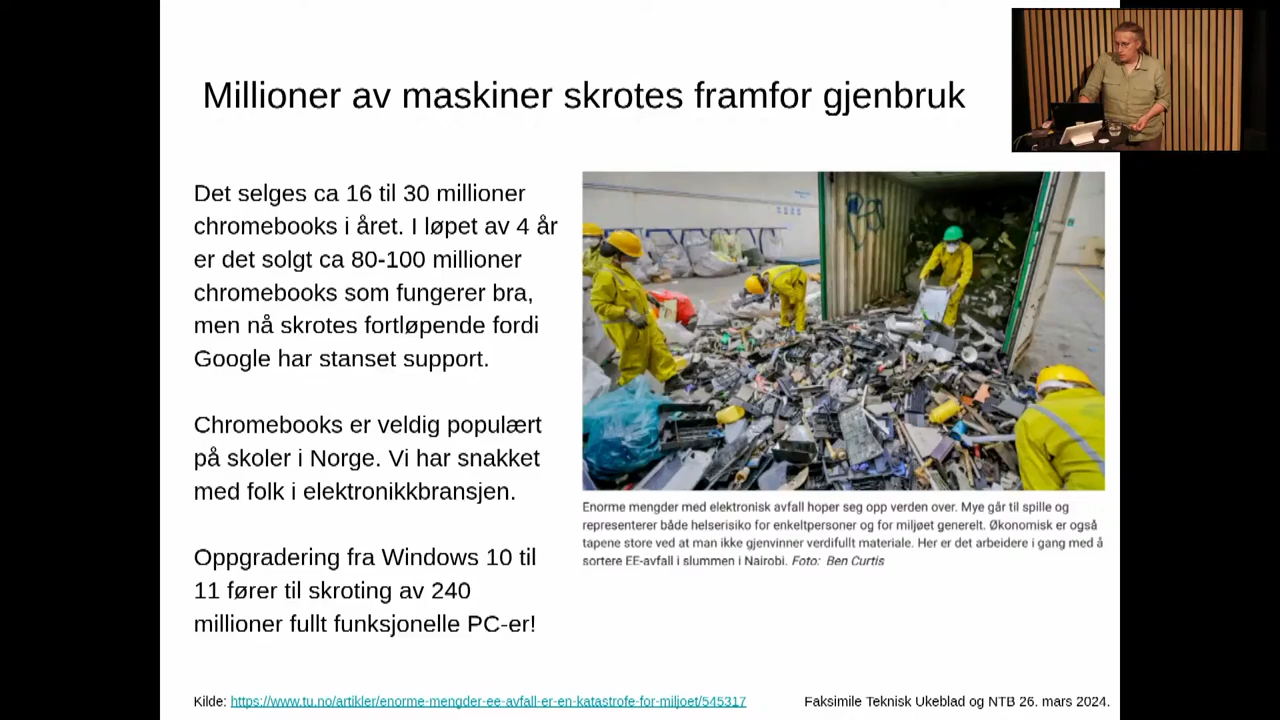 Millioner av maskiner skrotes framfor gjenbruk
Det selges ca 16 til 30 millioner
chromebooks i året. I løpet av 4 år
er det solgt ca 80-100 millioner
chromebooks som fungerer bra,
men nå skrotes fortløpende fordi
Google har stanset support.
Chromebooks er veldig populært
på skoler i Norge. Vi har snakket
med folk i elektronikkbransjen.
Oppgradering fra Windows 10 til
11 fører til skroting av 240
millioner fullt funksjonelle PC-er!
Enorme mengder med elektronisk avfall hoper seg opp verden over. Mye går til spille og
representerer både helserisiko for enkeltpersoner og for miljøet generelt. Økonomisk er også
tapene store ved at man ikke gjenvinner verdifullt materiale. Her er det arbeidere i gang med å
sortere EE-avfall i slummen i Nairobi. Foto: Ben Curtis
Kilde: https://www.tu.no/artikler/enorme-mengder-ee-avfall-er-en-katastrofe-for-miljoet/545317
Faksimile Teknisk Ukeblad og NTB 26. mars 2024.